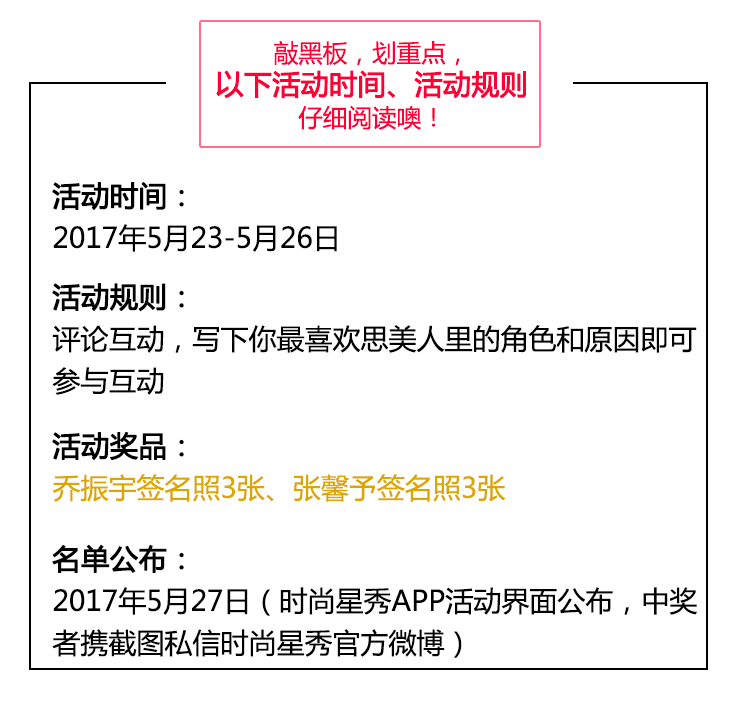 敲黑板，划重点，
以下活动时间、活动规则
仔细阅读噢！
活动时间：
2017年5月23-5月26日
活动规则：
评论互动，写下你最喜欢思美人里的角色和原因即可
参与互动
活动奖品：
乔振宇签名照3张、张馨予签名照3张
名单公布：
2017年5月27日（时尚星秀APP活动界面公布，中奖
者携截图私信时尚星秀官方微博）